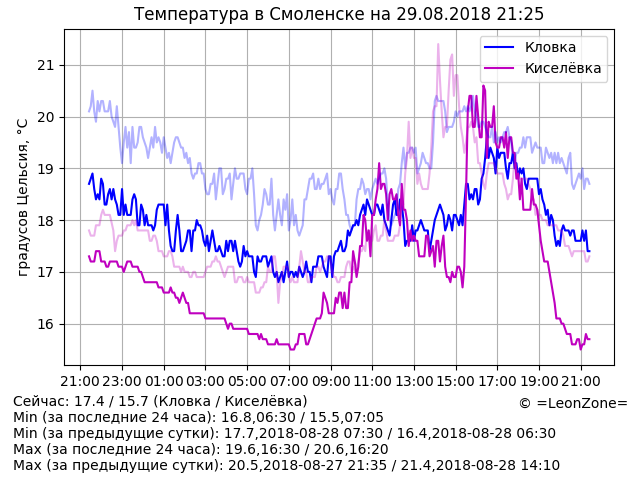 Температура в Смоленске на 29.08.2018 21:25
Кловка
Киселёвка
градусов Цельсия, °C
21
20
19
18
17
16
21:00 23:00 01:00 03:00 05:00 07:00 09:00 11:00 13:00 15:00 17:00 19:00 21:00
Сейчас: 17.4 / 15.7 (Кловка / Киселёвка)
© =LeonZone=
Min (за последние 24 часа): 16.8,06:30 / 15.5,07:05
Min (за предыдущие сутки): 17.7,2018-08-28 07:30 / 16.4,2018-08-28 06:30
Max (за последние 24 часа): 19.6,16:30 / 20.6,16:20
Max (за предыдущие сутки): 20.5,2018-08-27 21:35 / 21.4,2018-08-28 14:10